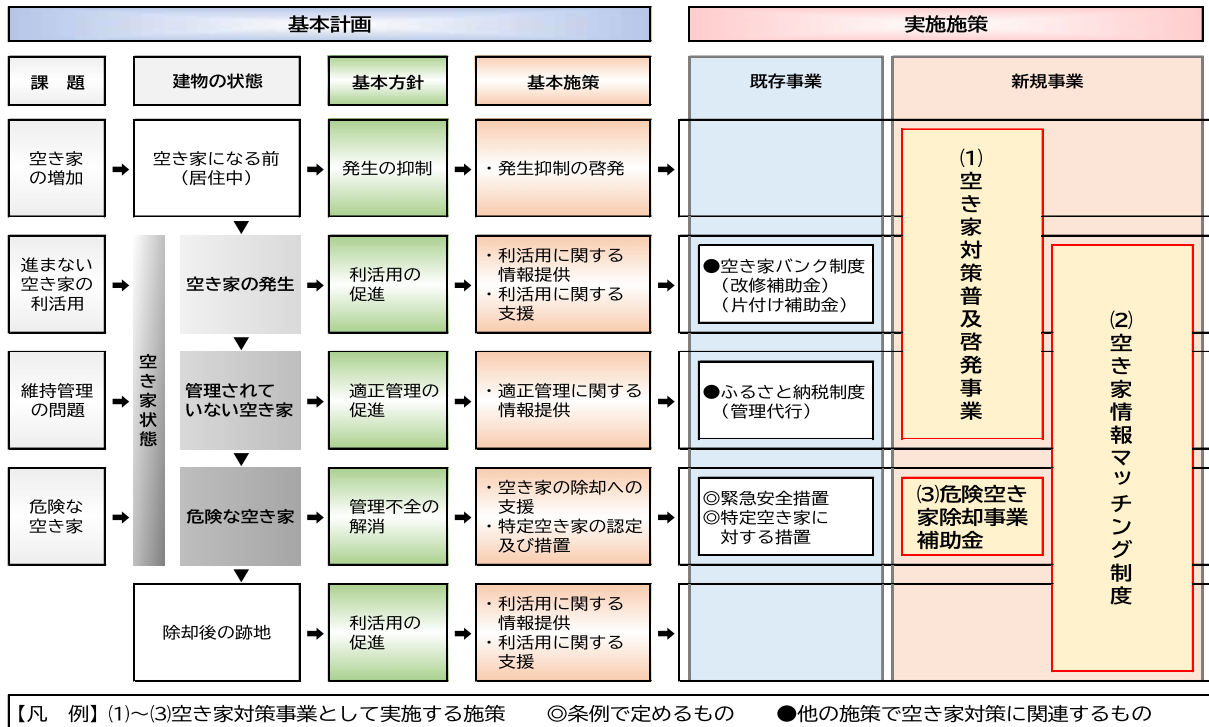 基本計画
実施施策
課　題
建物の状態
基本方針
基本施策
既存事業
新規事業
空き家
の増加
空き家になる前
（居住中）
発生の抑制
・発生抑制の啓発
進まない
空き家の
利活用
空き家の発生
利活用の
促進
・利活用に関する
情報提供
・利活用に関する
支援
●空き家バンク制度
（改修補助金）
（片付け補助金）
空き家状態
維持管理
の問題
管理されて
いない空き家
適正管理の
促進
・適正管理に関する
情報提供
●ふるさと納税制度
（管理代行）
危険な
空き家
危険な空き家
管理不全の
解消
・空き家の除却への
支援
・特定空き家の認定
及び措置
◎緊急安全措置
◎特定空き家に
対する措置
除却後の跡地
利活用の
促進
・利活用に関する
情報提供
・利活用に関する
支援
⑴空き家対策普及啓発事業
⑵空き家情報マッチング制度
⑶危険空き
家除却事業
補助金
【凡　例】⑴～⑶空き家対策事業として実施する施策　◎条例で定めるもの　●他の施策で空き家対策に関連するもの